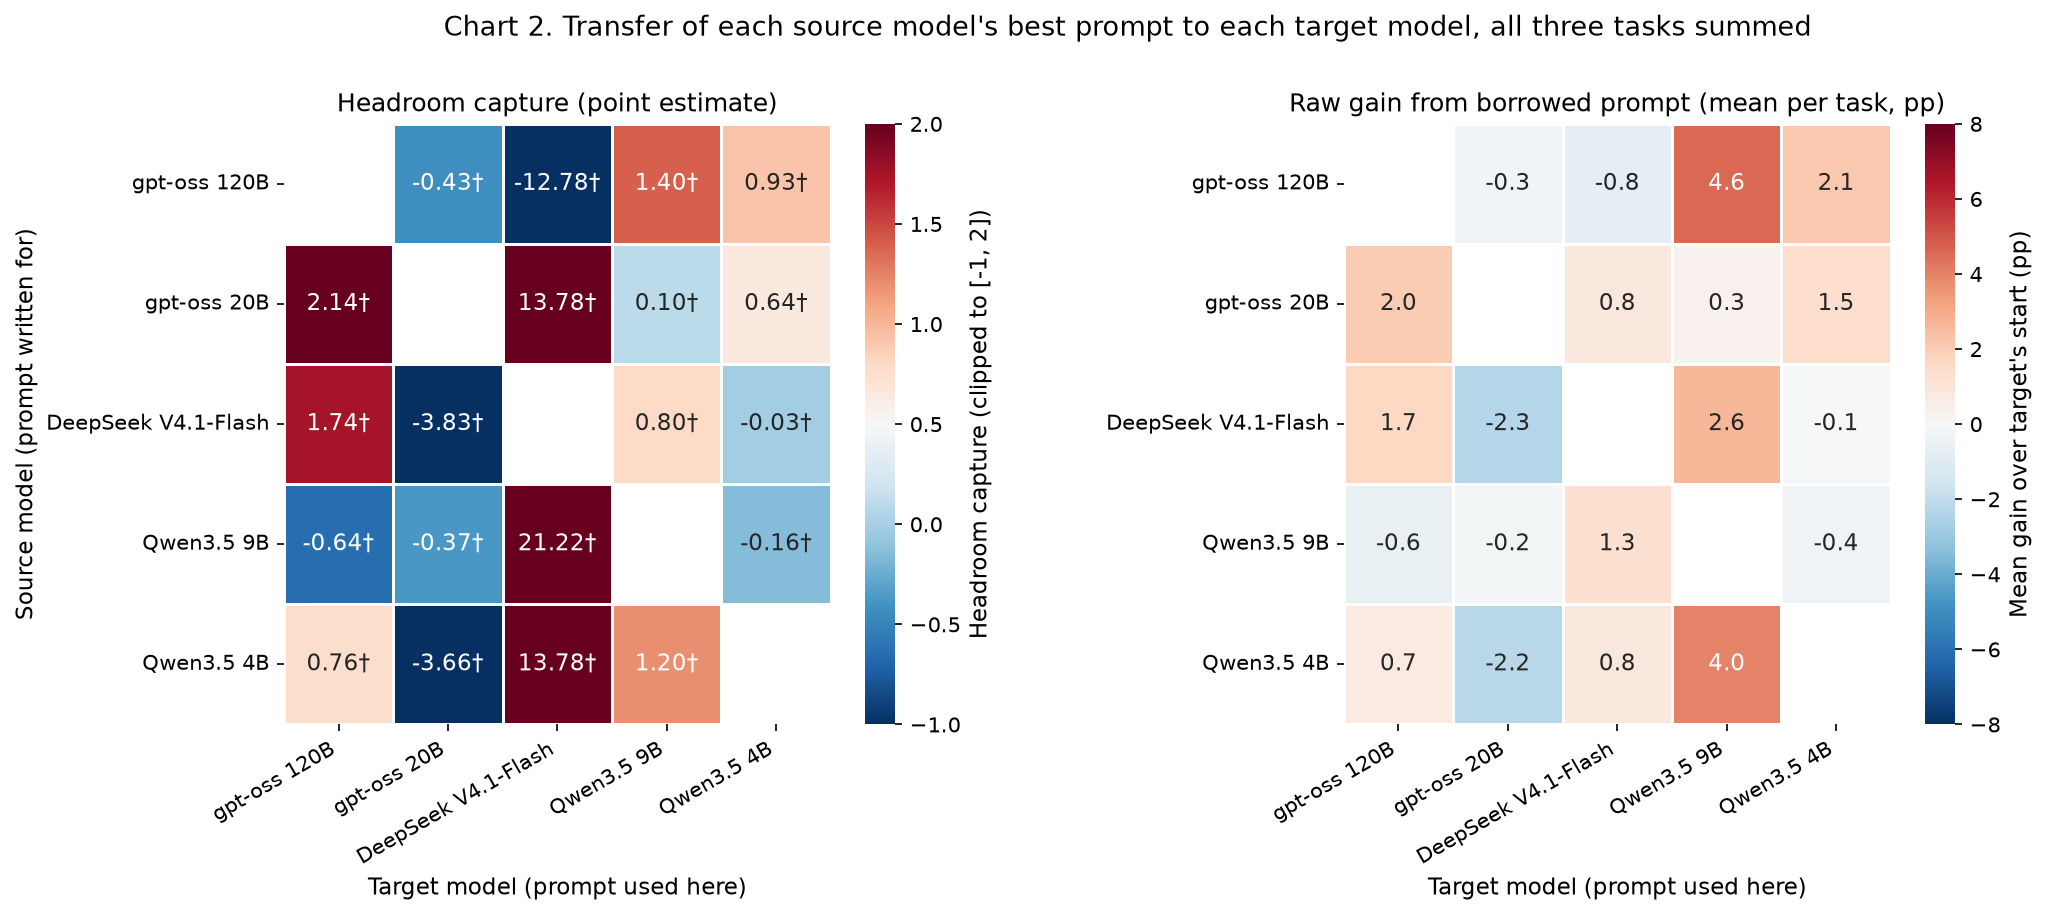 Chart 2. Transfer of each source model's best prompt to each target model, all three tasks summed
Headroom capture (point estimate)
Source model (prompt written for)
gpt-oss 120B
-0.43† -12.78† 1.40† 0.93†
gpt-oss 20B
2.14† 13.78† 0.10† 0.64†
DeepSeek V4.1-Flash
1.74† -3.83† 0.80† -0.03†
Qwen3.5 9B
-0.64† -0.37† 21.22† -0.16†
Qwen3.5 4B
0.76† -3.66† 13.78† 1.20†
gpt-oss 120B
gpt-oss 20B
DeepSeek V4.1-Flash
Qwen3.5 9B
Qwen3.5 4B
Target model (prompt used here)
2.0
1.5
1.0
0.5
0.0
−0.5
−1.0
Headroom capture (clipped to [-1, 2])
Raw gain from borrowed prompt (mean per task, pp)
gpt-oss 120B
-0.3 -0.8 4.6 2.1
gpt-oss 20B
2.0 0.8 0.3 1.5
DeepSeek V4.1-Flash
1.7 -2.3 2.6 -0.1
Qwen3.5 9B
-0.6 -0.2 1.3 -0.4
Qwen3.5 4B
0.7 -2.2 0.8 4.0
gpt-oss 120B
gpt-oss 20B
DeepSeek V4.1-Flash
Qwen3.5 9B
Qwen3.5 4B
Target model (prompt used here)
8
6
4
2
0
−2
−4
−6
−8
Mean gain over target's start (pp)